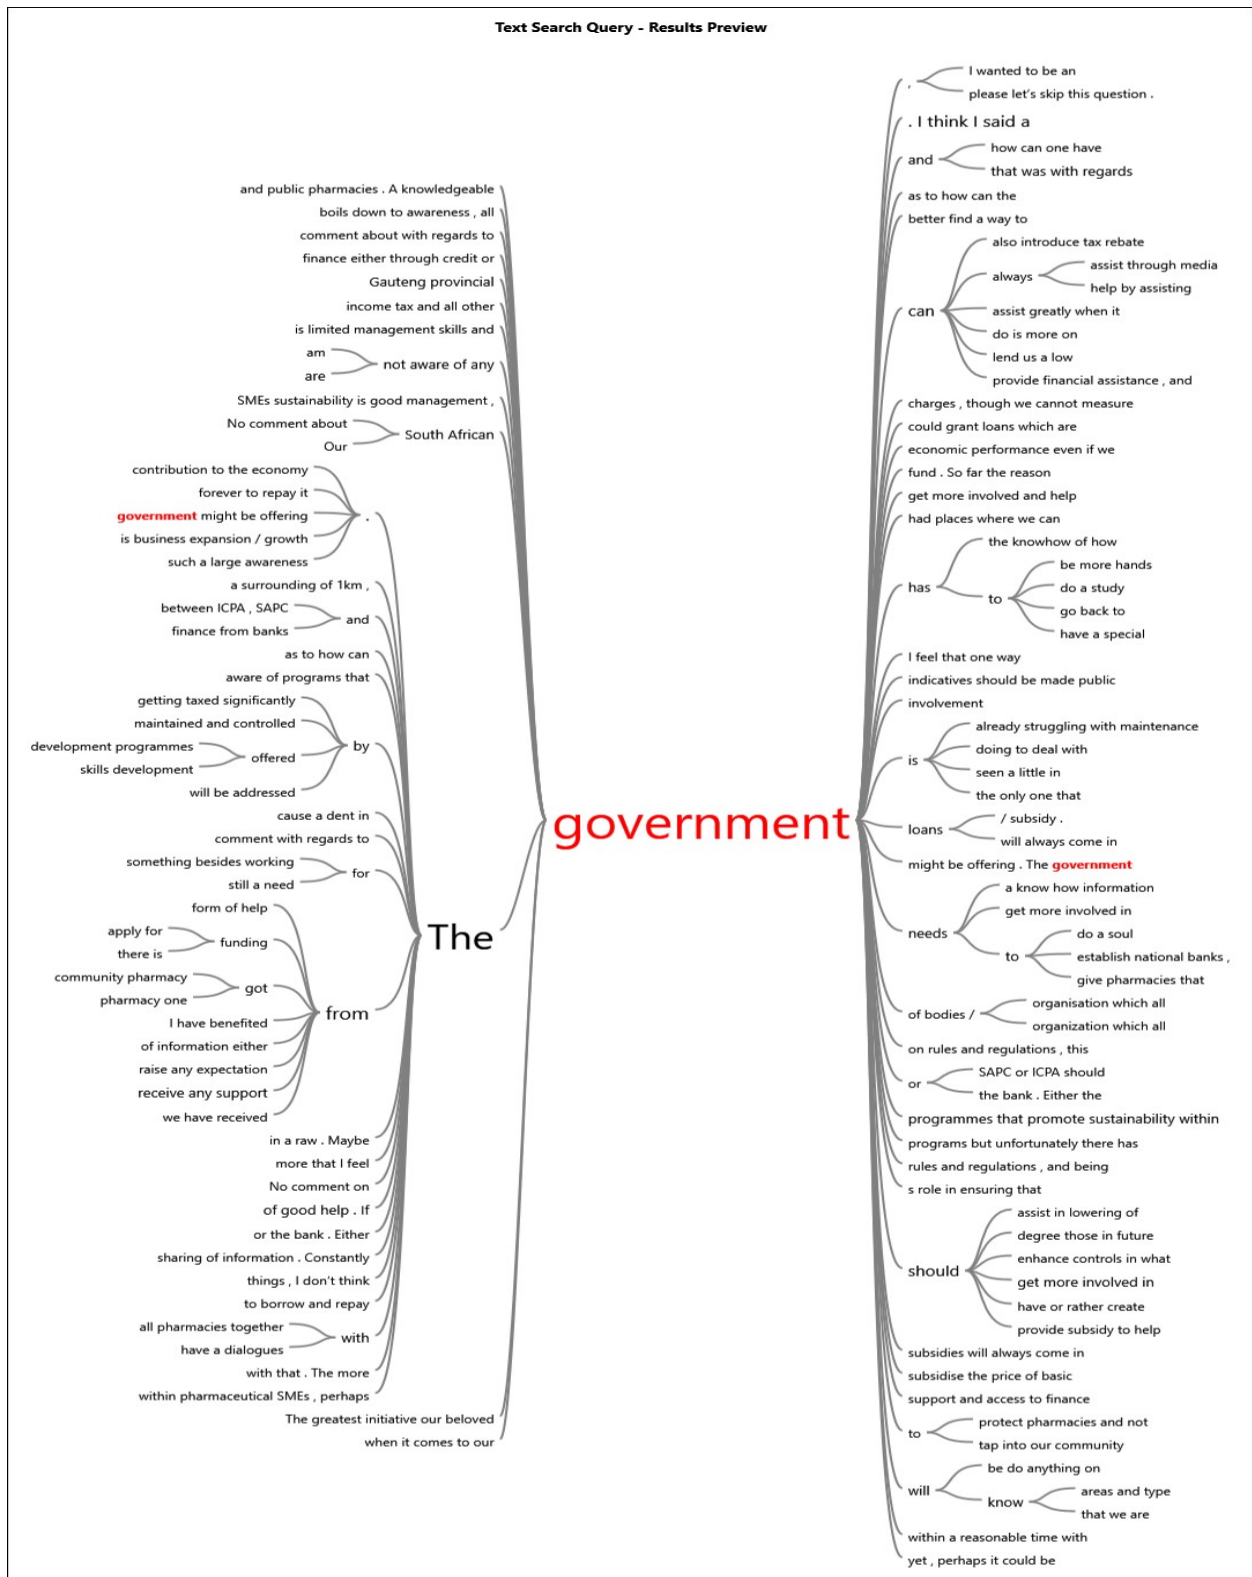 Text Search Query - Results Preview
and public pharmacies . A knowledgeable
boils down to awareness , all
comment about with regards to
finance either through credit or
Gauteng provincial
income tax and all other
is limited management skills and
am
are
not aware of any
SMEs sustainability is good management ,
No comment about
Our
South African
contribution to the economy
forever to repay it
government might be offering
is business expansion / growth
such a large awareness
.
a surrounding of 1km ,
between ICPA , SAPC
finance from banks
and
as to how can
aware of programs that
getting taxed significantly
maintained and controlled
development programmes
skills development
offered
will be addressed
by
cause a dent in
comment with regards to
something besides working
still a need
for
form of help
apply for
there is
funding
community pharmacy
pharmacy one
got
I have benefited
of information either
raise any expectation
receive any support
we have received
from
in a raw . Maybe
more that I feel
No comment on
of good help . If
or the bank . Either
sharing of information . Constantly
things , I don't think
to borrow and repay
all pharmacies together
have a dialogues
with
with that . The more
within pharmaceutical SMEs , perhaps
The
The greatest initiative our beloved
when it comes to our
government
,
I wanted to be an
please let's skip this question .
. I think I said a
and
how can one have
that was with regards
as to how can the
better find a way to
can
also introduce tax rebate
always
assist through media
help by assisting
assist greatly when it
do is more on
lend us a low
provide financial assistance , and
charges , though we cannot measure
could grant loans which are
economic performance even if we
fund . So far the reason
get more involved and help
had places where we can
has
the knowhow of how
to
be more hands
do a study
go back to
have a special
I feel that one way
indicatives should be made public
involvement
is
already struggling with maintenance
doing to deal with
seen a little in
the only one that
loans
/ subsidy .
will always come in
might be offering . The government
needs
a know how information
get more involved in
to
do a soul
establish national banks ,
give pharmacies that
of bodies /
organisation which all
organization which all
on rules and regulations , this
or
SAPC or ICPA should
the bank . Either the
programmes that promote sustainability within
programs but unfortunately there has
rules and regulations , and being
s role in ensuring that
should
assist in lowering of
degree those in future
enhance controls in what
get more involved in
have or rather create
provide subsidy to help
subsidies will always come in
subsidise the price of basic
support and access to finance
to
protect pharmacies and not
tap into our community
will
be do anything on
know
areas and type
that we are
within a reasonable time with
yet , perhaps it could be